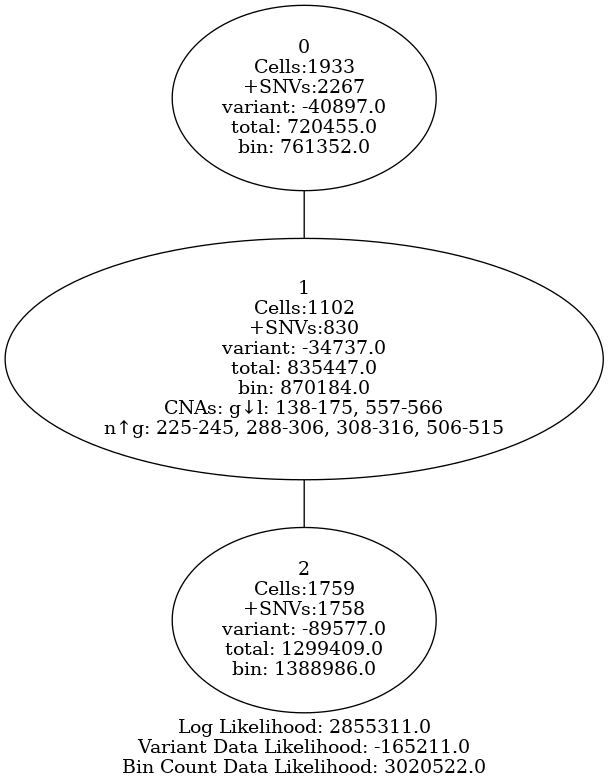 0
Cells:1933
+SNVs:2267
variant: -40897.0
total: 720455.0
bin: 761352.0
1
Cells:1102
+SNVs:830
variant: -34737.0
total: 835447.0
bin: 870184.0
CNAs: g↓l: 138-175, 557-566
n↑g: 225-245, 288-306, 308-316, 506-515
2
Cells:1759
+SNVs:1758
variant: -89577.0
total: 1299409.0
bin: 1388986.0
Log Likelihood: 2855311.0
Variant Data Likelihood: -165211.0
Bin Count Data Likelihood: 3020522.0